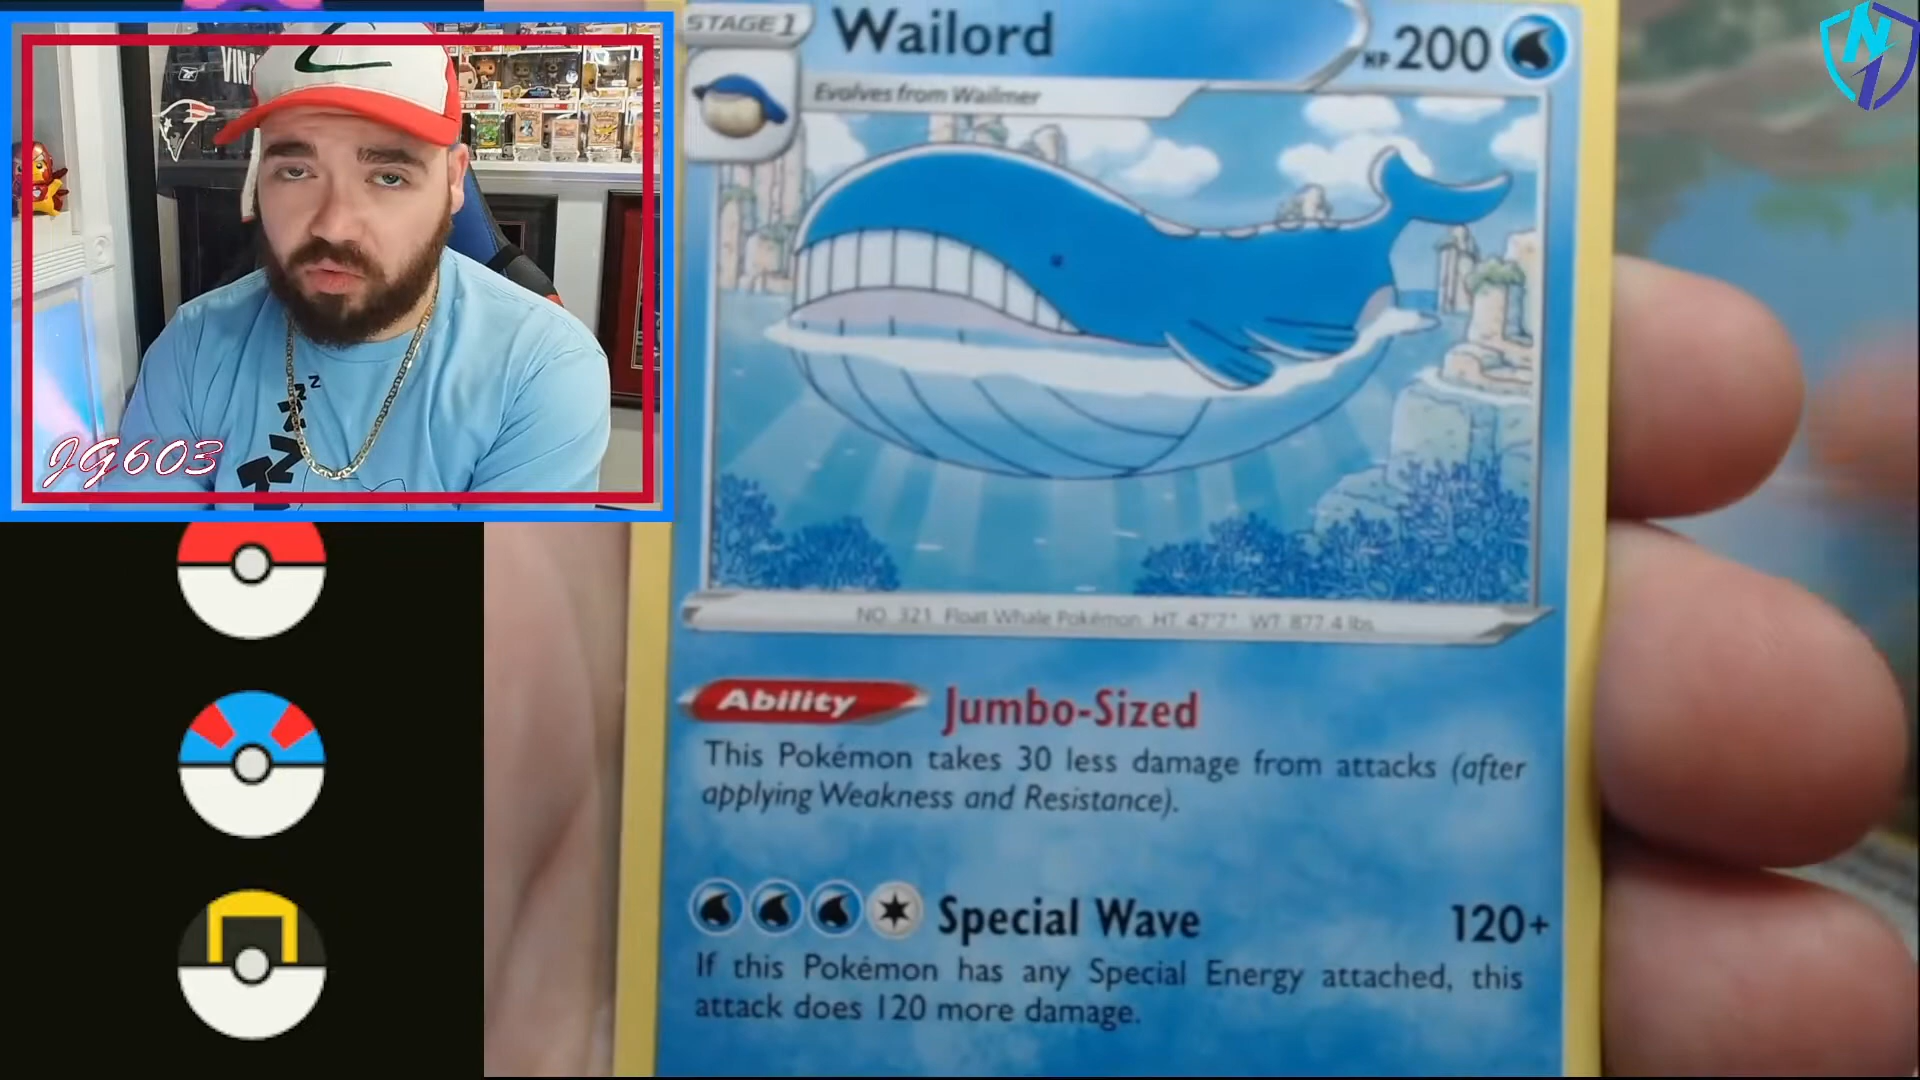 STAGE 1
Wailord
HP 200
Evolves from Wailmer
NO. 321 Float Whale Pokémon HT 47'7" WT 877.4 lbs.
Ability Jumbo-Sized
This Pokémon takes 30 less damage from attacks (after
applying Weakness and Resistance).
Special Wave 120+
If this Pokémon has any Special Energy attached, this
attack does 120 more damage.
JG603